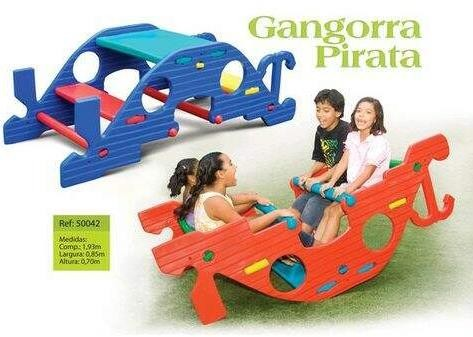 Gangorra
Pirata
Ref: 50042
Medidas:
Comp.: 1,93m
Largura: 0,85m
Altura: 0,70m